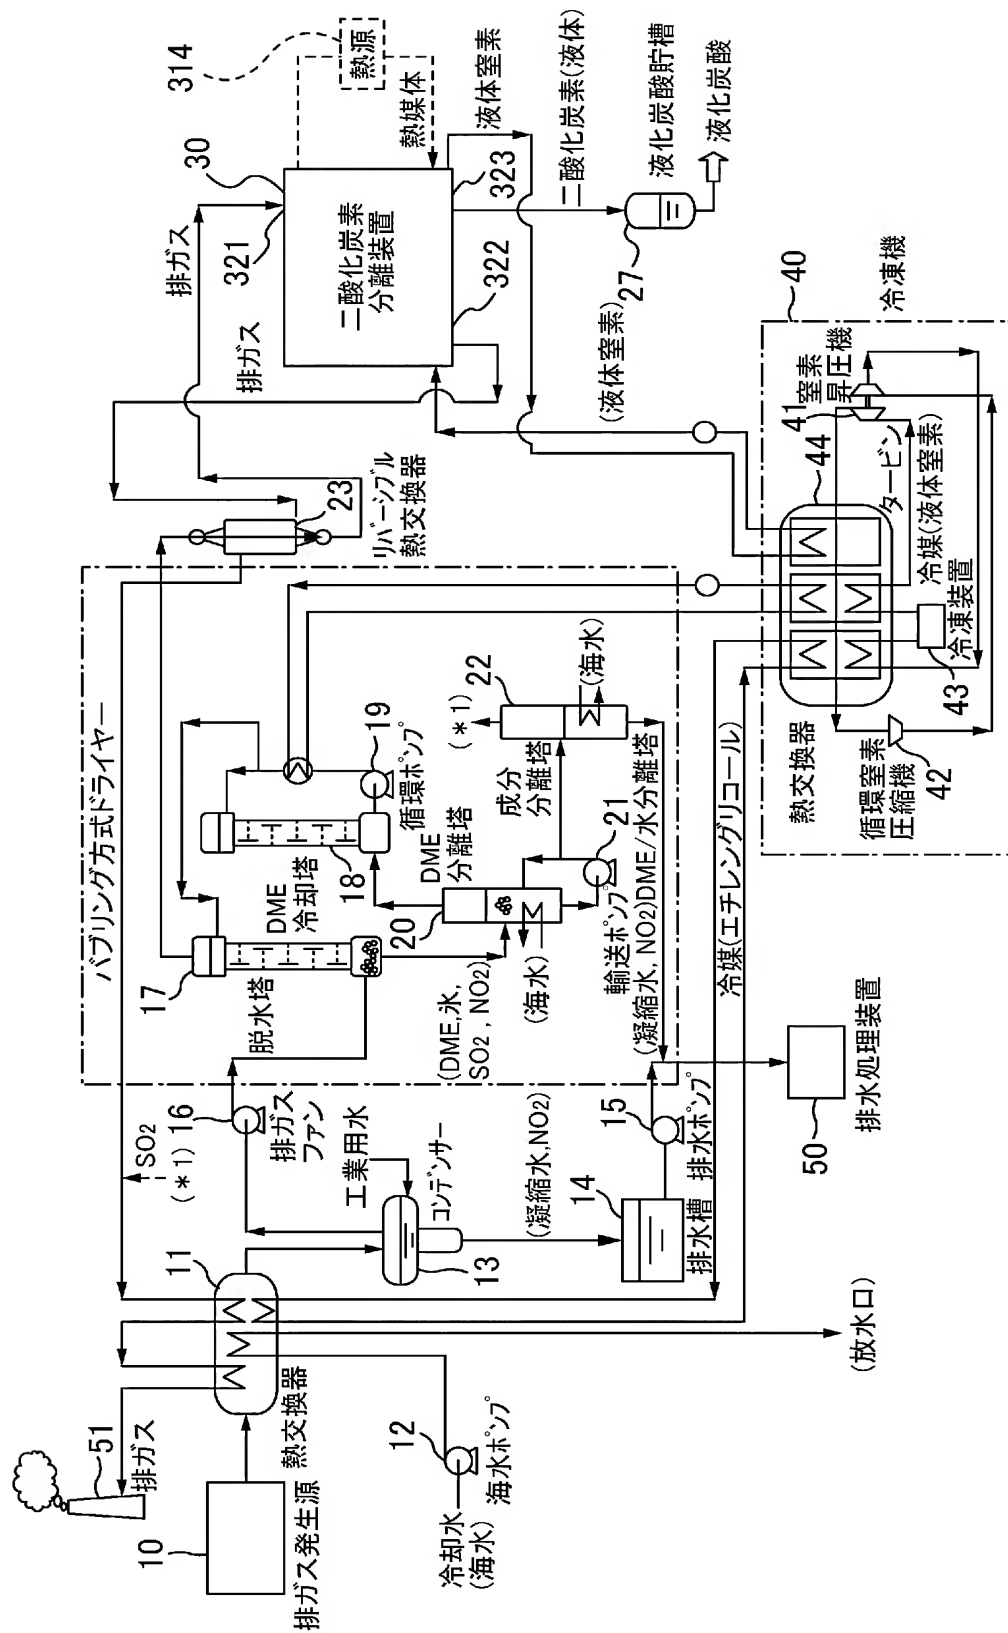 314
熱源
熱媒体
液体窒素
30
321
排ガス
二酸化炭素
分離装置
323
322
排ガス
二酸化炭素(液体)
液化炭酸貯槽
27
液化炭酸
(液体窒素)
リバーシブル
熱交換器
23
40
冷凍機
窒素
昇圧機
41
44
タービン
冷媒(液体窒素)
冷凍装置
43
熱交換器
循環窒素
圧縮機
42
バブリング方式ドライヤー
17
脱水塔
DME
冷却塔
18
19
循環ポンプ
DME
分離塔
20
成分
分離塔
22
(*1)
(海水)
21
輸送ポンプ
(海水)
(DME,水,
SO2,NO2)
(凝縮水,NO2)DME/水分離塔
冷媒(エチレングリコール)
SO2
(*1)
16
排ガス
ファン
工業用水
コンデンサー
13
(凝縮水,NO2)
14
排水槽
15
排水ポンプ
50
排水処理装置
11
熱交換器
(放水口)
51
排ガス
10
排ガス発生源
12
海水ポンプ
冷却水
(海水)